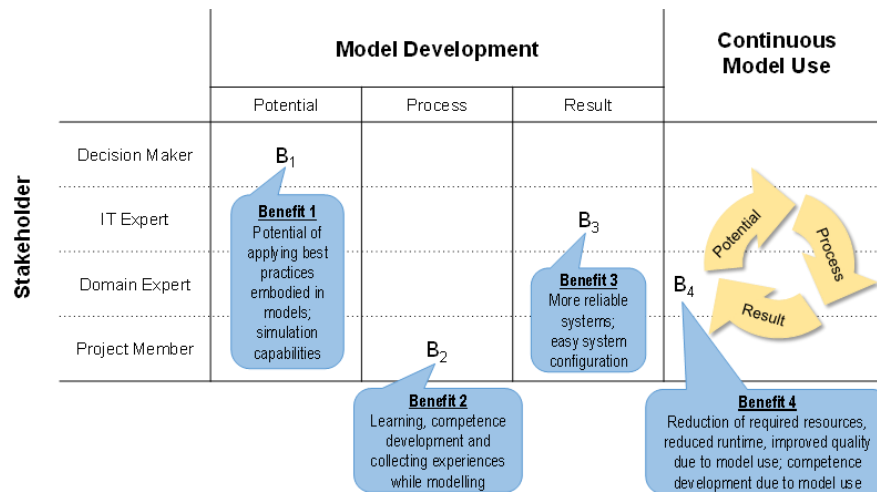 Model Development
Continuous
Model Use
Potential
Process
Result
Stakeholder
Decision Maker
B1
IT Expert
B3
Domain Expert
B4
Project Member
B2
Benefit 1
Potential of
applying best
practices
embodied in
models;
simulation
capabilities
Benefit 3
More reliable
systems;
easy system
configuration
Potential
Process
Result
Benefit 2
Learning, competence
development and
collecting experiences
while modelling
Benefit 4
Reduction of required resources,
reduced runtime, improved quality
due to model use; competence
development due to model use